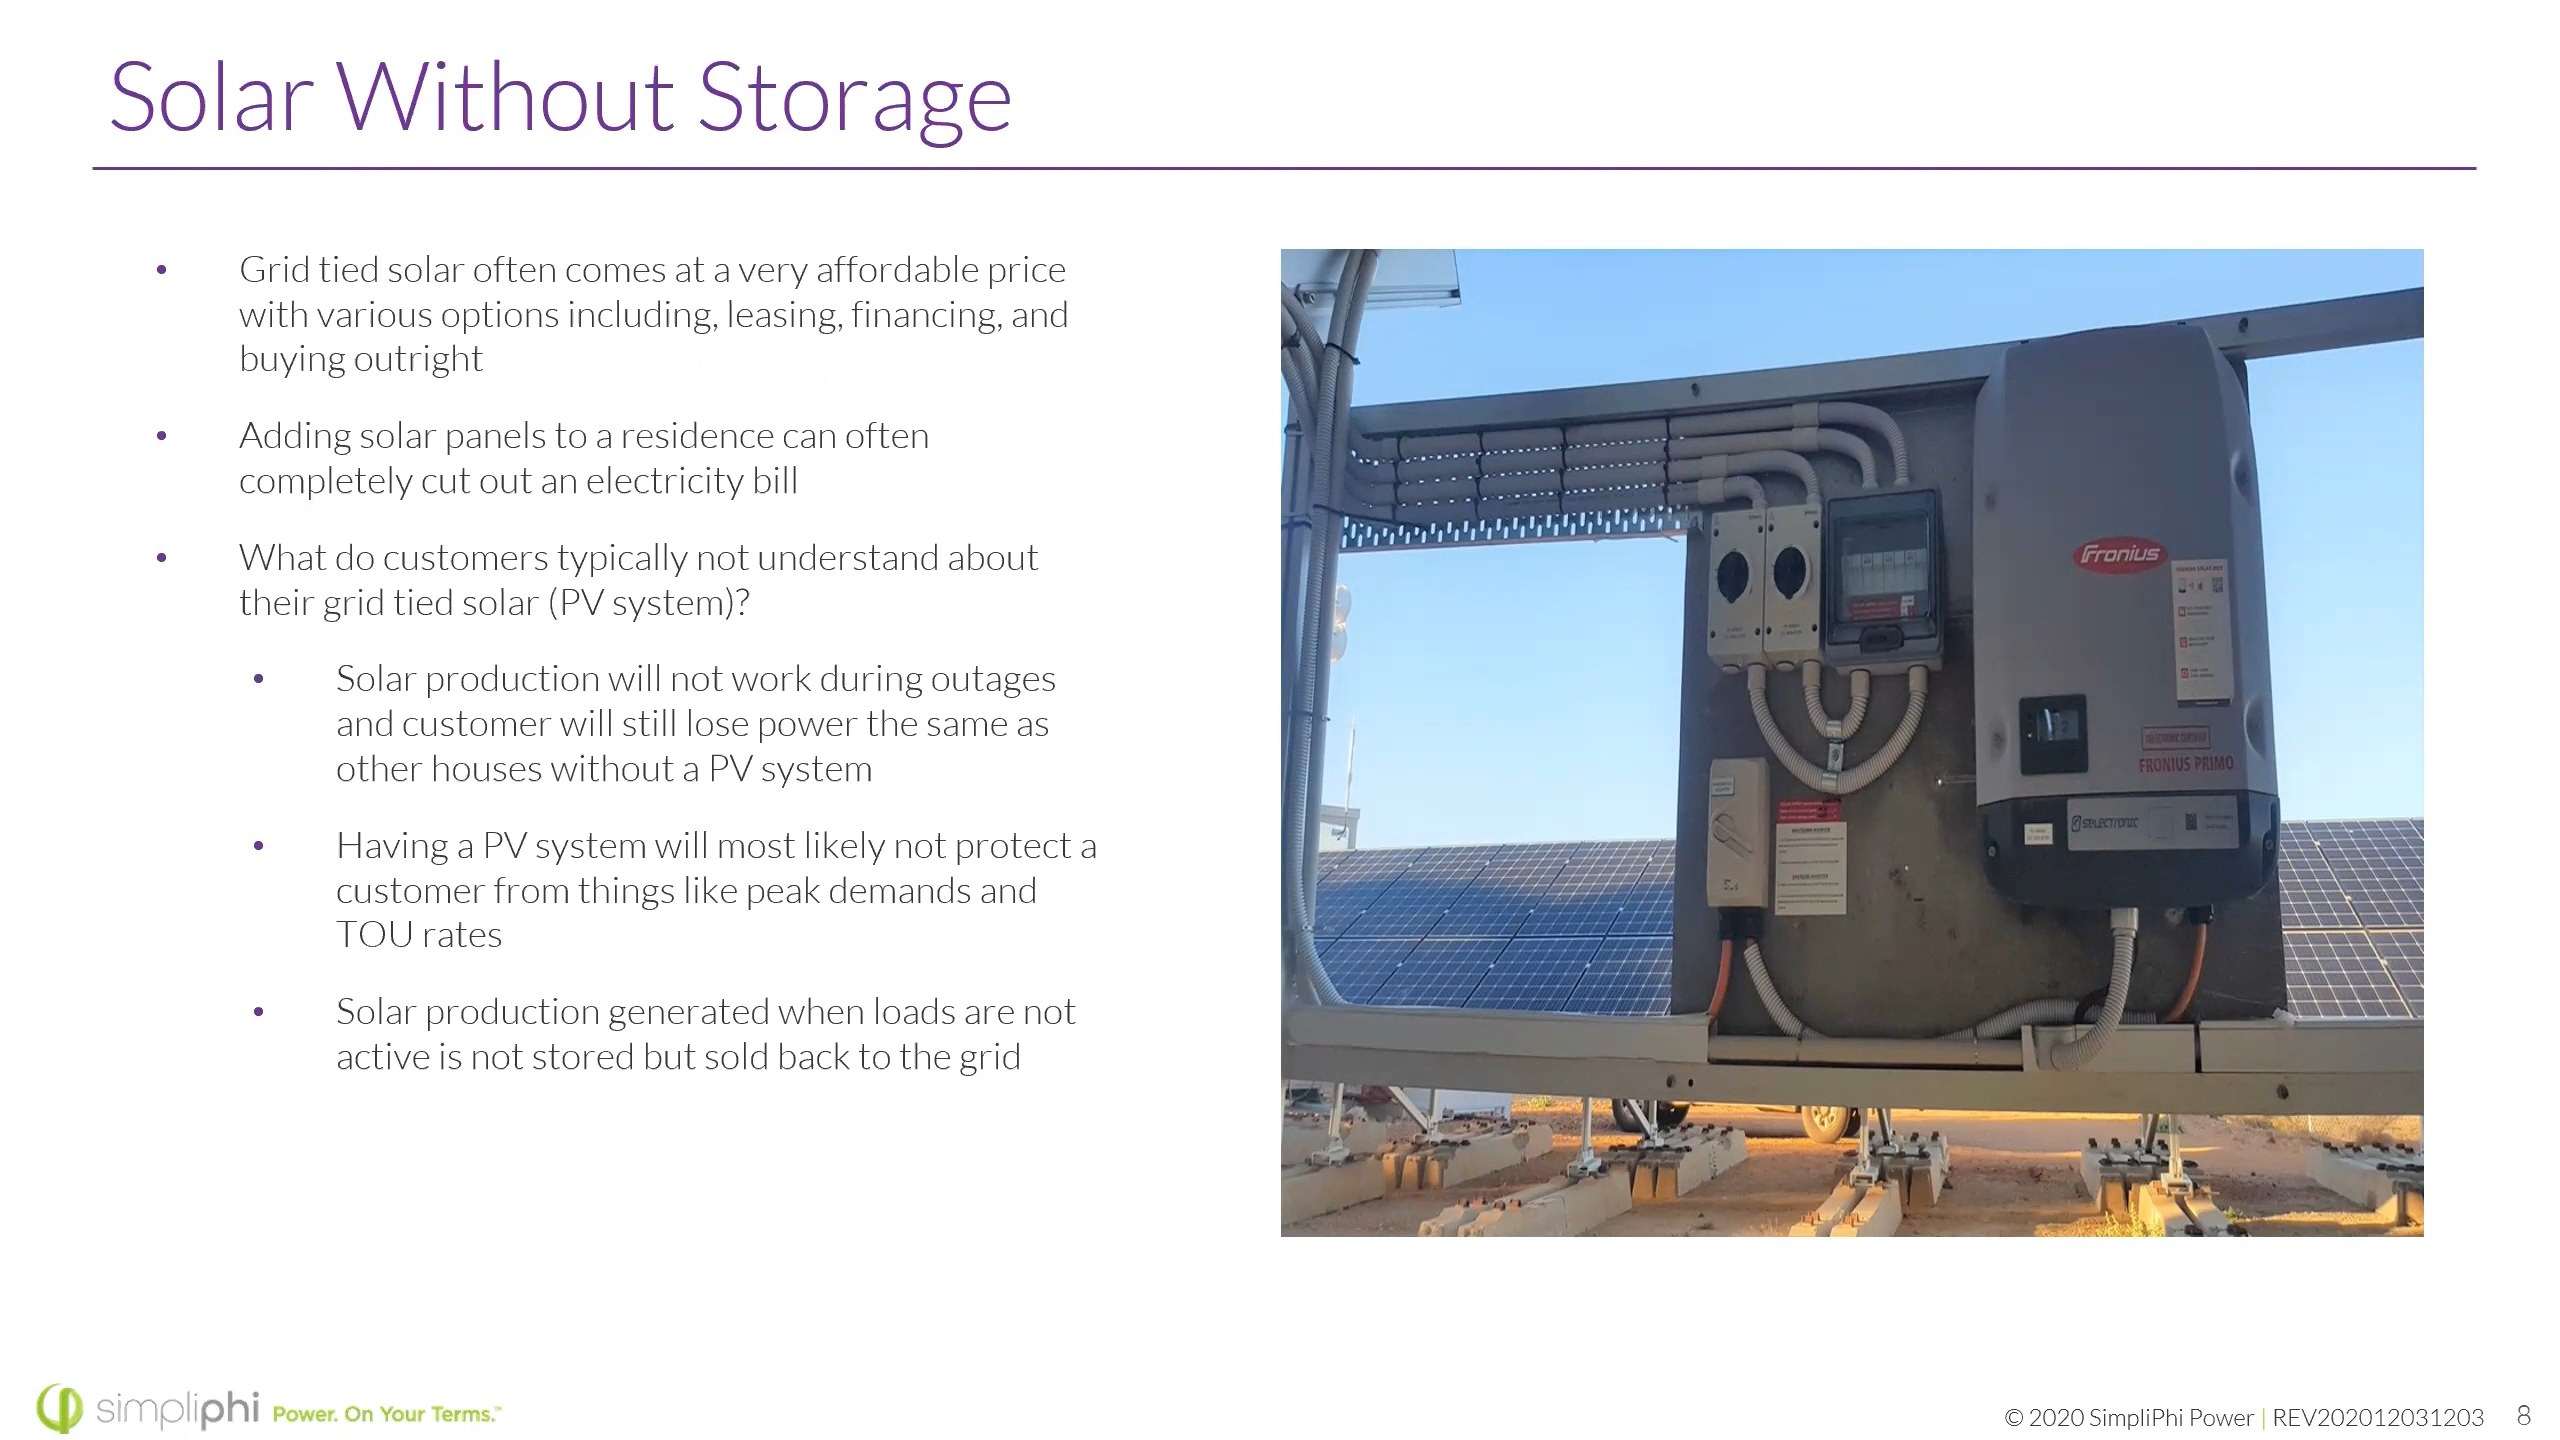 Solar Without Storage
• Grid tied solar often comes at a very affordable price
with various options including, leasing, financing, and
buying outright
• Adding solar panels to a residence can often
completely cut out an electricity bill
• What do customers typically not understand about
their grid tied solar (PV system)?
• Solar production will not work during outages
and customer will still lose power the same as
other houses without a PV system
• Having a PV system will most likely not protect a
customer from things like peak demands and
TOU rates
• Solar production generated when loads are not
active is not stored but sold back to the grid
Fronius
FRONIUS PRIMO
SELECTRONIC
simpliphi Power. On Your Terms.™
© 2020 SimpliPhi Power | REV202012031203 8